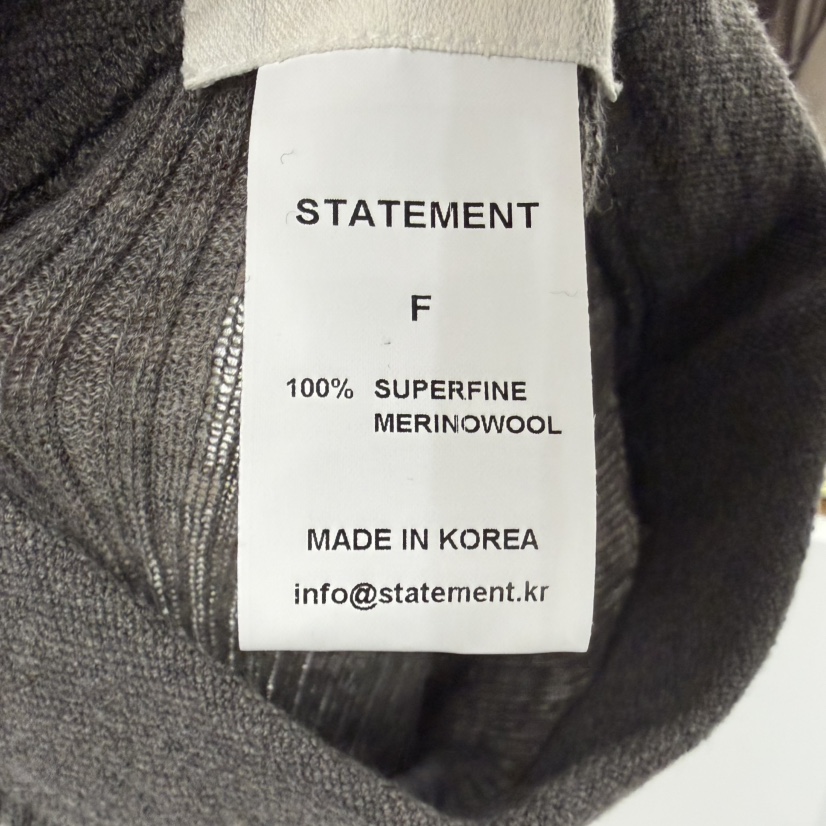 STATEMENT
F
100% SUPERFINE
MERINOWOOL
MADE IN KOREA
info@statement.kr